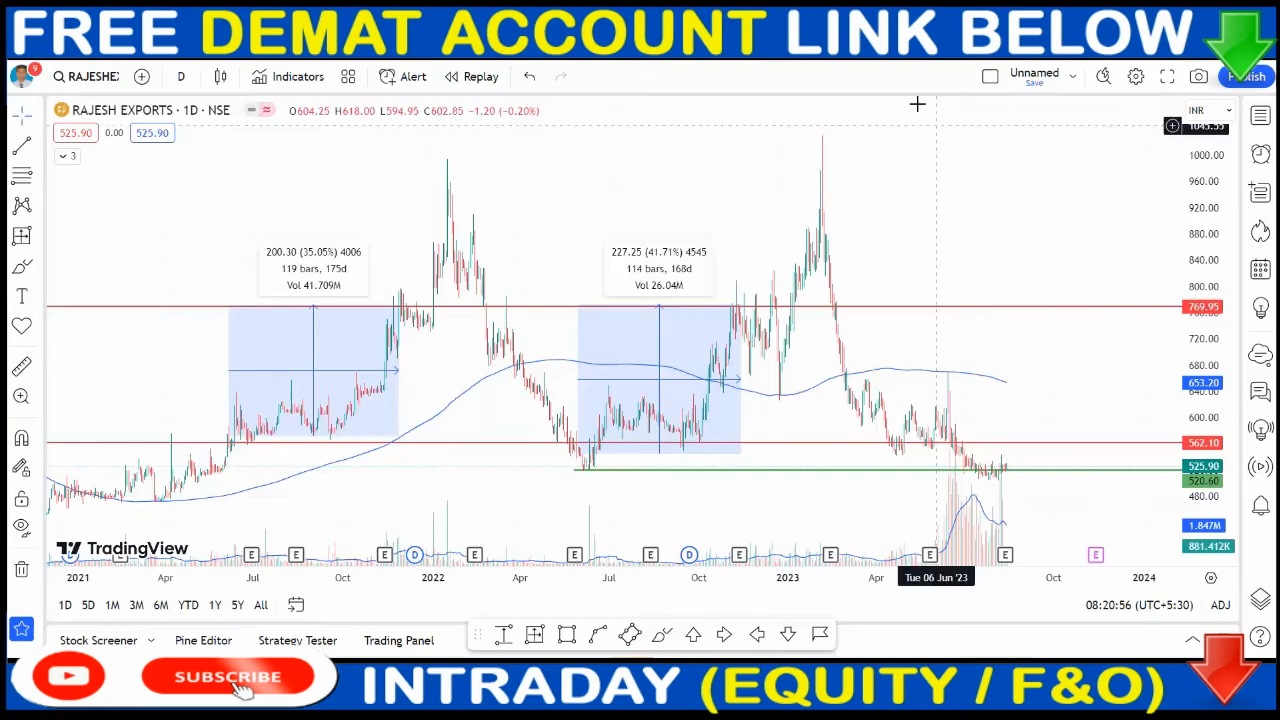 FREE DEMAT ACCOUNT LINK BELOW
9 RAJESHE D Indicators Alert Replay Unnamed Save Publish
RAJESH EXPORTS · 1D · NSE O604.25 H618.00 L594.95 C602.85 -1.20 (-0.20%) INR
525.90 0.00 525.90
3
1000.00
960.00
920.00
880.00
840.00
800.00
769.95
760.00
720.00
680.00
653.20
640.00
600.00
562.10
525.90
520.60
480.00
1.847M
881.412K
200.30 (35.05%) 4006
119 bars, 175d
Vol 41.709M
227.25 (41.71%) 4545
114 bars, 168d
Vol 26.04M
TradingView
E E E D E E E D E E E E E
2021 Apr Jul Oct 2022 Apr Jul Oct 2023 Apr Tue 06 Jun '23 Oct 2024
1D 5D 1M 3M 6M YTD 1Y 5Y All 08:20:56 (UTC+5:30) ADJ
Stock Screener Pine Editor Strategy Tester Trading Panel
SUBSCRIBE
INTRADAY (EQUITY / F&O)